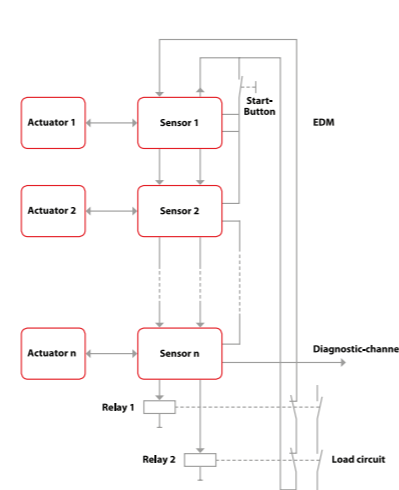 Start-
Button
Actuator 1
Sensor 1
EDM
Actuator 2
Sensor 2
Actuator n
Sensor n
Diagnostic-channe
Relay 1
Relay 2
Load circuit